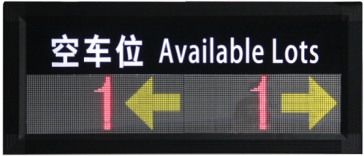 空车位 Available Lots
1 ← 1 →